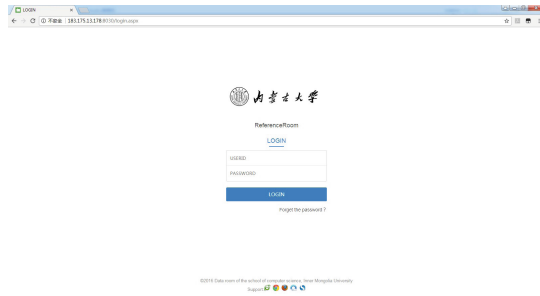 LOGIN
不安全 | 183.175.13.178:8030/login.aspx
内蒙古大学
ReferenceRoom
LOGIN
USERID
PASSWORD
LOGIN
Forget the password ?
©2016 Data room of the school of computer science, Inner Mongolia University
Support